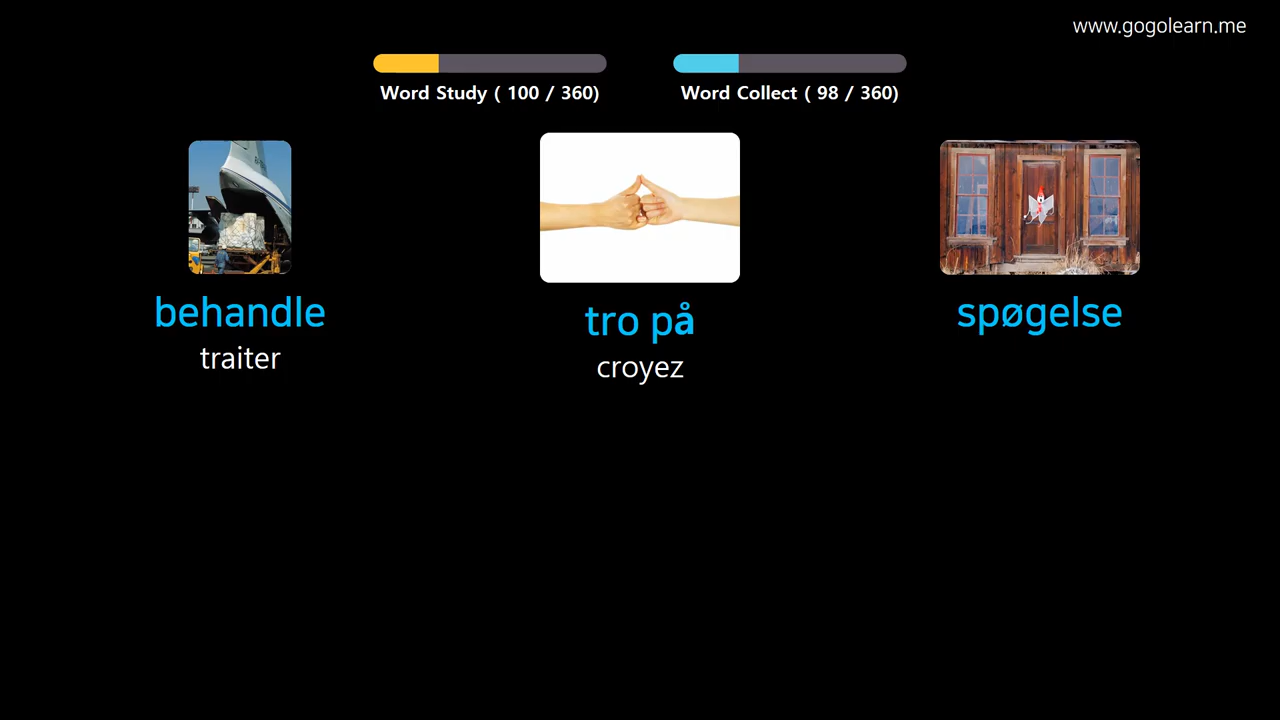 www.gogolearn.me
Word Study ( 100 / 360)
Word Collect ( 98 / 360)
behandle
traiter
tro på
croyez
spøgelse